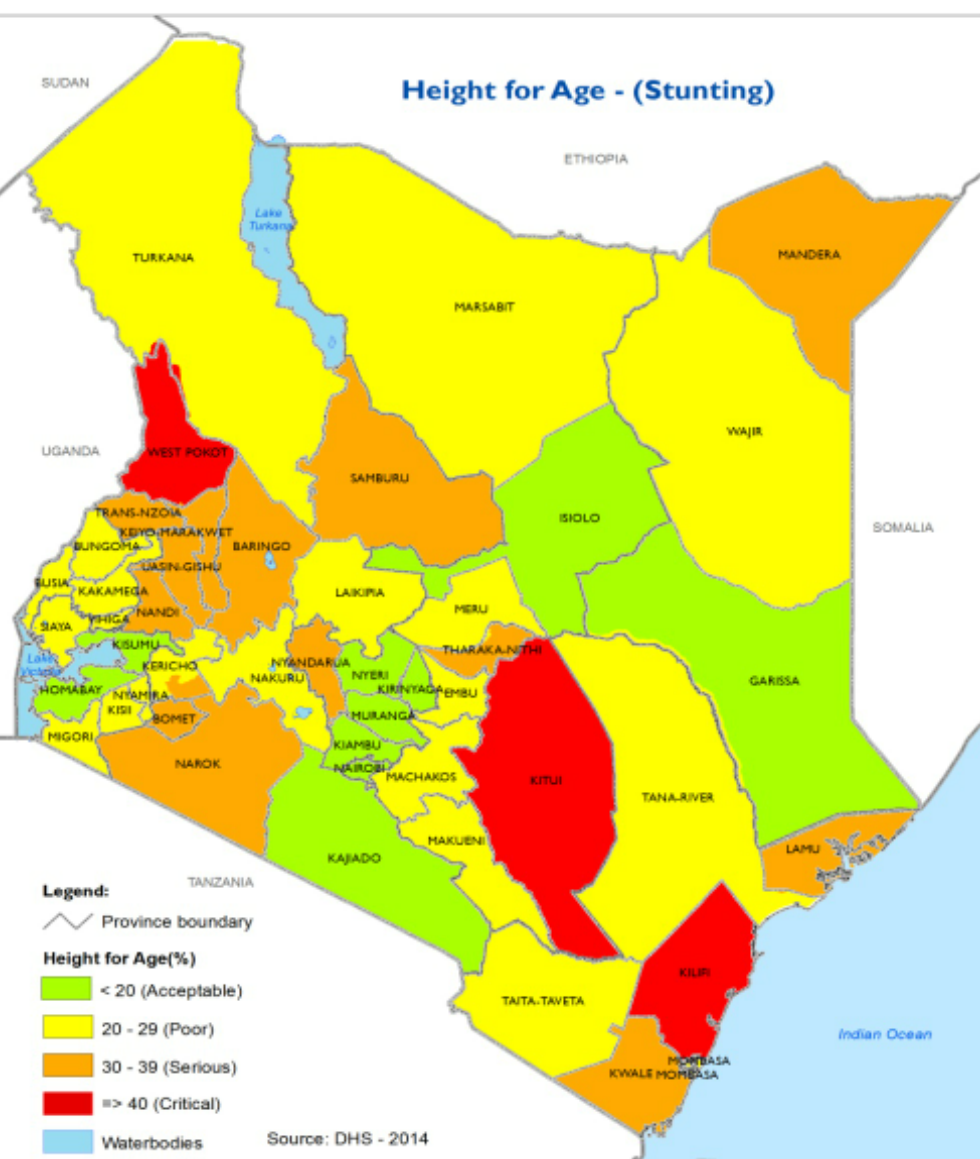 Height for Age - (Stunting)
SUDAN
ETHIOPIA
Lake
Turkana
TURKANA
MANDERA
MARSABIT
WAJIR
UGANDA
WEST POKOT
SAMBURU
ISIOLO
SOMALIA
TRANS-NZOIA
KEIYO-MARAKWET
BUNGOMA
BARINGO
UASIN-GISHU
BUSIA
KAKAMEGA
LAIKIPIA
NANDI
MERU
SIAYA
VIHIGA
KISUMU
THARAKA-NITHI
Lake
Victoria
KERICHO
NYANDARUA
NAKURU
NYERI
GARISSA
HOMABAY
NYAMIRA
KIRINYAGA
EMBU
KISII
MURANGA
BOMET
MIGORI
KIAMBU
NAROK
NAIROBI
MACHAKOS
KITUI
TANA-RIVER
MAKUENI
LAMU
KAJIADO
TANZANIA
KILIFI
TAITA-TAVETA
Indian Ocean
MOMBASA
KWALE
MOMBASA
Legend:
Province boundary
Height for Age(%)
< 20 (Acceptable)
20 - 29 (Poor)
30 - 39 (Serious)
=> 40 (Critical)
Waterbodies
Source: DHS - 2014